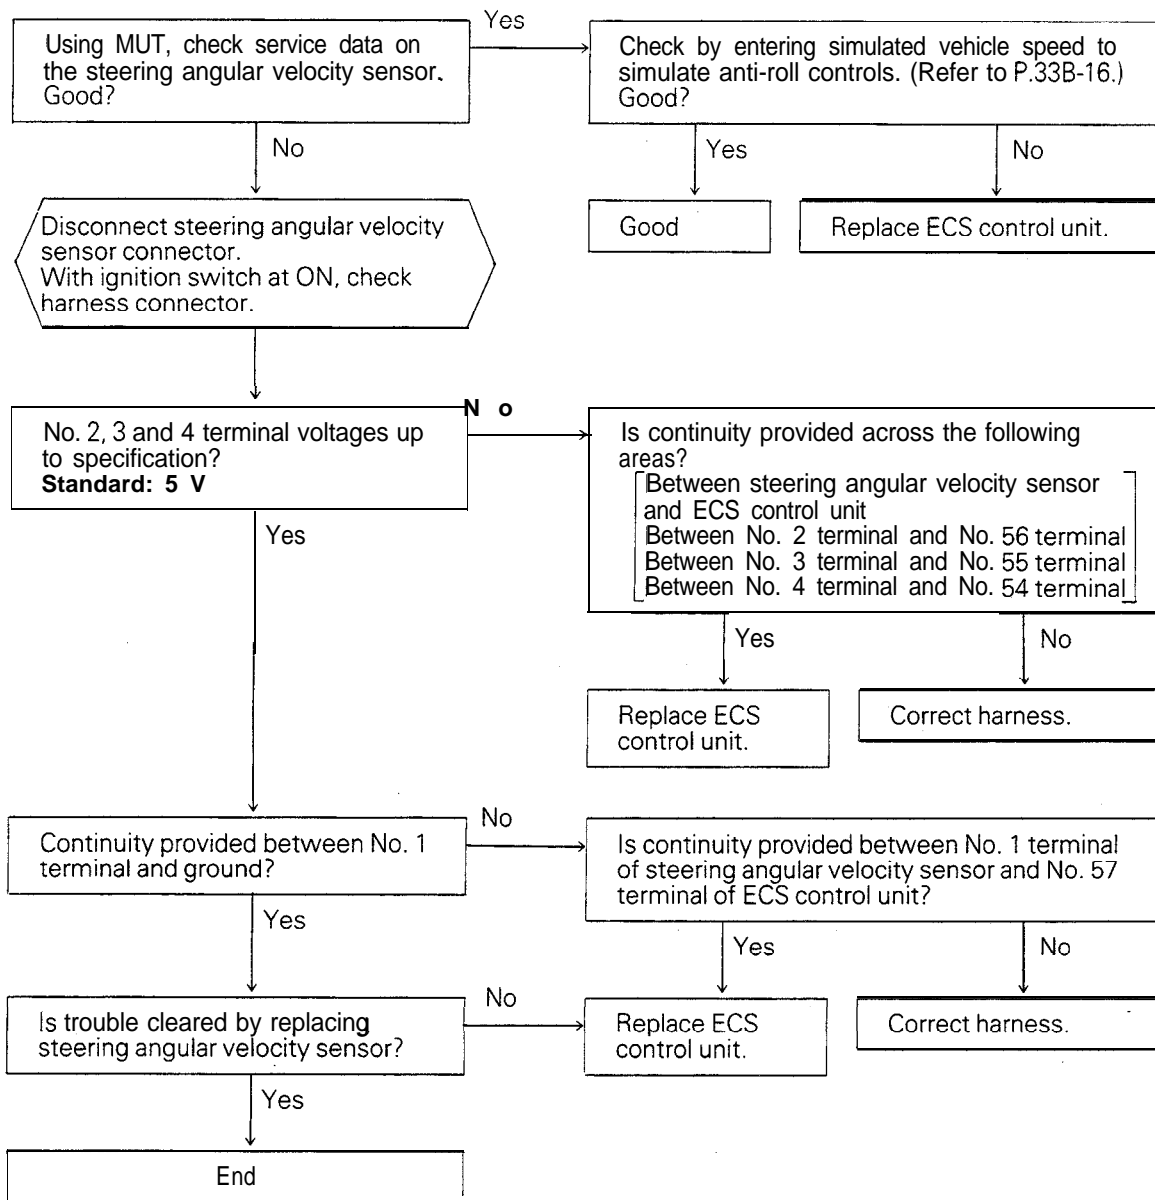 Using MUT, check service data on
the steering angular velocity sensor.
Good?
Yes
Check by entering simulated vehicle speed to
simulate anti-roll controls. (Refer to P.33B-16.)
Good?
No
Yes
No
Good
Replace ECS control unit.
Disconnect steering angular velocity
sensor connector.
With ignition switch at ON, check
harness connector.
No. 2, 3 and 4 terminal voltages up
to specification?
Standard: 5 V
N o
Is continuity provided across the following
areas?
Between steering angular velocity sensor
and ECS control unit
Between No. 2 terminal and No. 56 terminal
Between No. 3 terminal and No. 55 terminal
Between No. 4 terminal and No. 54 terminal
Yes
Yes
No
Replace ECS
control unit.
Correct harness.
Continuity provided between No. 1
terminal and ground?
No
Is continuity provided between No. 1 terminal
of steering angular velocity sensor and No. 57
terminal of ECS control unit?
Yes
Yes
No
Is trouble cleared by replacing
steering angular velocity sensor?
No
Replace ECS
control unit.
Correct harness.
Yes
End